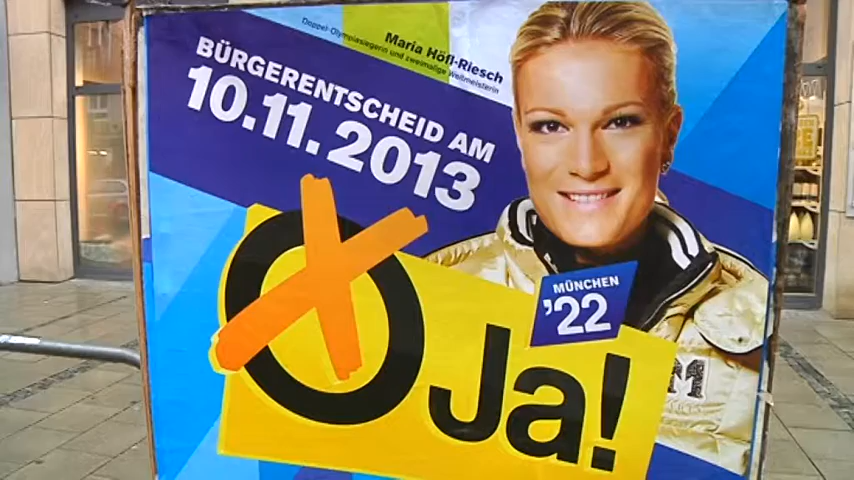 Maria Höfl-Riesch
Doppel-Olympiasiegerin und zweimalige Weltmeisterin
BÜRGERENTSCHEID AM
10.11.2013
MÜNCHEN
'22
Ja!
M